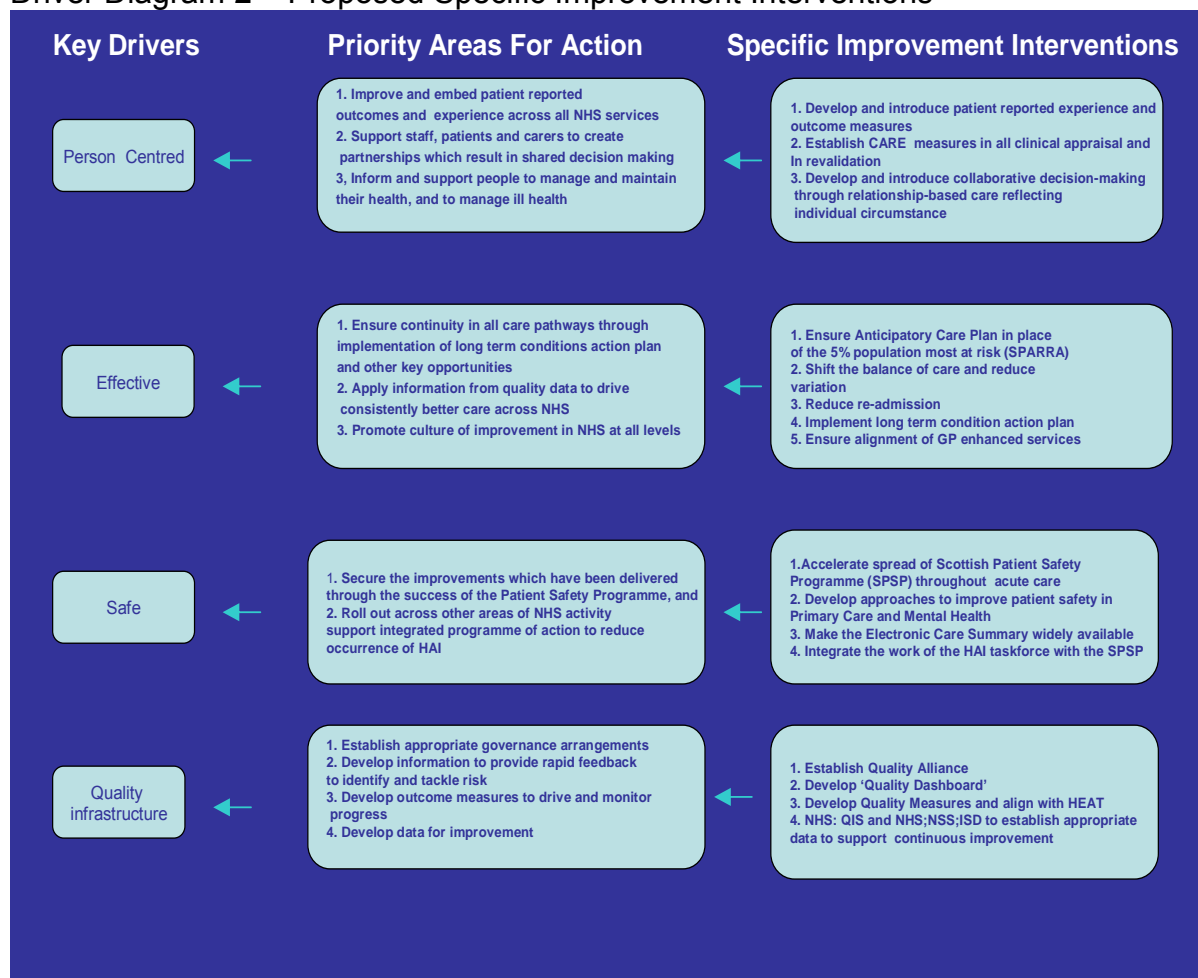 Driver Diagram 2 – Proposed Specific Improvement Interventions
Key Drivers
Priority Areas For Action
Specific Improvement Interventions
Person Centred
1. Improve and embed patient reported
outcomes and experience across all NHS services
2. Support staff, patients and carers to create
partnerships which result in shared decision making
3, Inform and support people to manage and maintain
their health, and to manage ill health
1. Develop and introduce patient reported experience and
outcome measures
2. Establish CARE measures in all clinical appraisal and
In revalidation
3. Develop and introduce collaborative decision-making
through relationship-based care reflecting
individual circumstance
Effective
1. Ensure continuity in all care pathways through
implementation of long term conditions action plan
and other key opportunities
2. Apply information from quality data to drive
consistently better care across NHS
3. Promote culture of improvement in NHS at all levels
1. Ensure Anticipatory Care Plan in place
of the 5% population most at risk (SPARRA)
2. Shift the balance of care and reduce
variation
3. Reduce re-admission
4. Implement long term condition action plan
5. Ensure alignment of GP enhanced services
Safe
1. Secure the improvements which have been delivered
through the success of the Patient Safety Programme, and
2. Roll out across other areas of NHS activity
support integrated programme of action to reduce
occurrence of HAI
1.Accelerate spread of Scottish Patient Safety
Programme (SPSP) throughout acute care
2. Develop approaches to improve patient safety in
Primary Care and Mental Health
3. Make the Electronic Care Summary widely available
4. Integrate the work of the HAI taskforce with the SPSP
Quality
infrastructure
1. Establish appropriate governance arrangements
2. Develop information to provide rapid feedback
to identify and tackle risk
3. Develop outcome measures to drive and monitor
progress
4. Develop data for improvement
1. Establish Quality Alliance
2. Develop ‘Quality Dashboard’
3. Develop Quality Measures and align with HEAT
4. NHS: QIS and NHS;NSS;ISD to establish appropriate
data to support continuous improvement